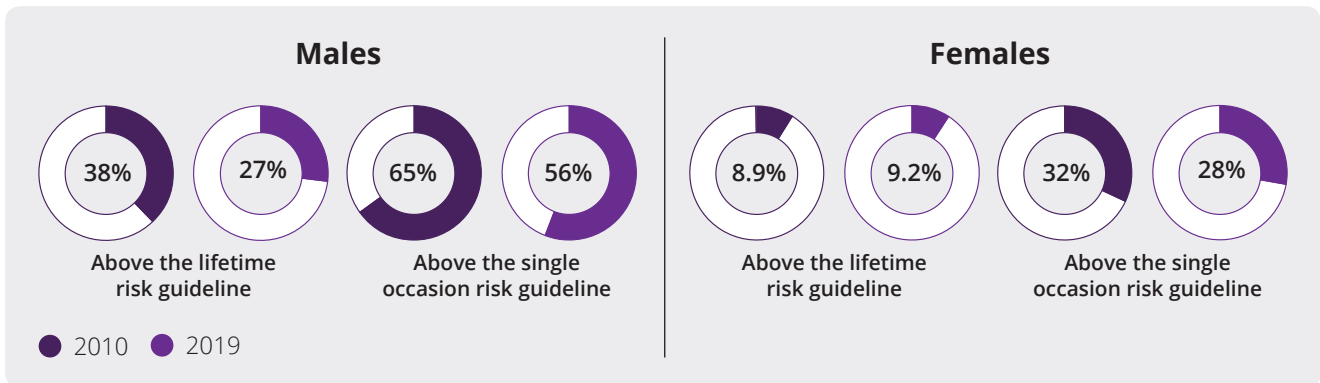 Males
38%
27%
65%
56%
Above the lifetime
risk guideline
Above the single
occasion risk guideline
Females
8.9%
9.2%
32%
28%
Above the lifetime
risk guideline
Above the single
occasion risk guideline
2010
2019